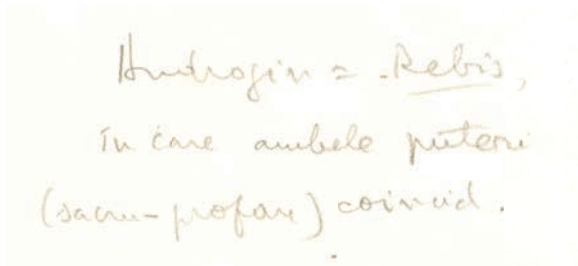 Androgin = Rebis,
în care ambele puteri
(sacru-profan) coincid.